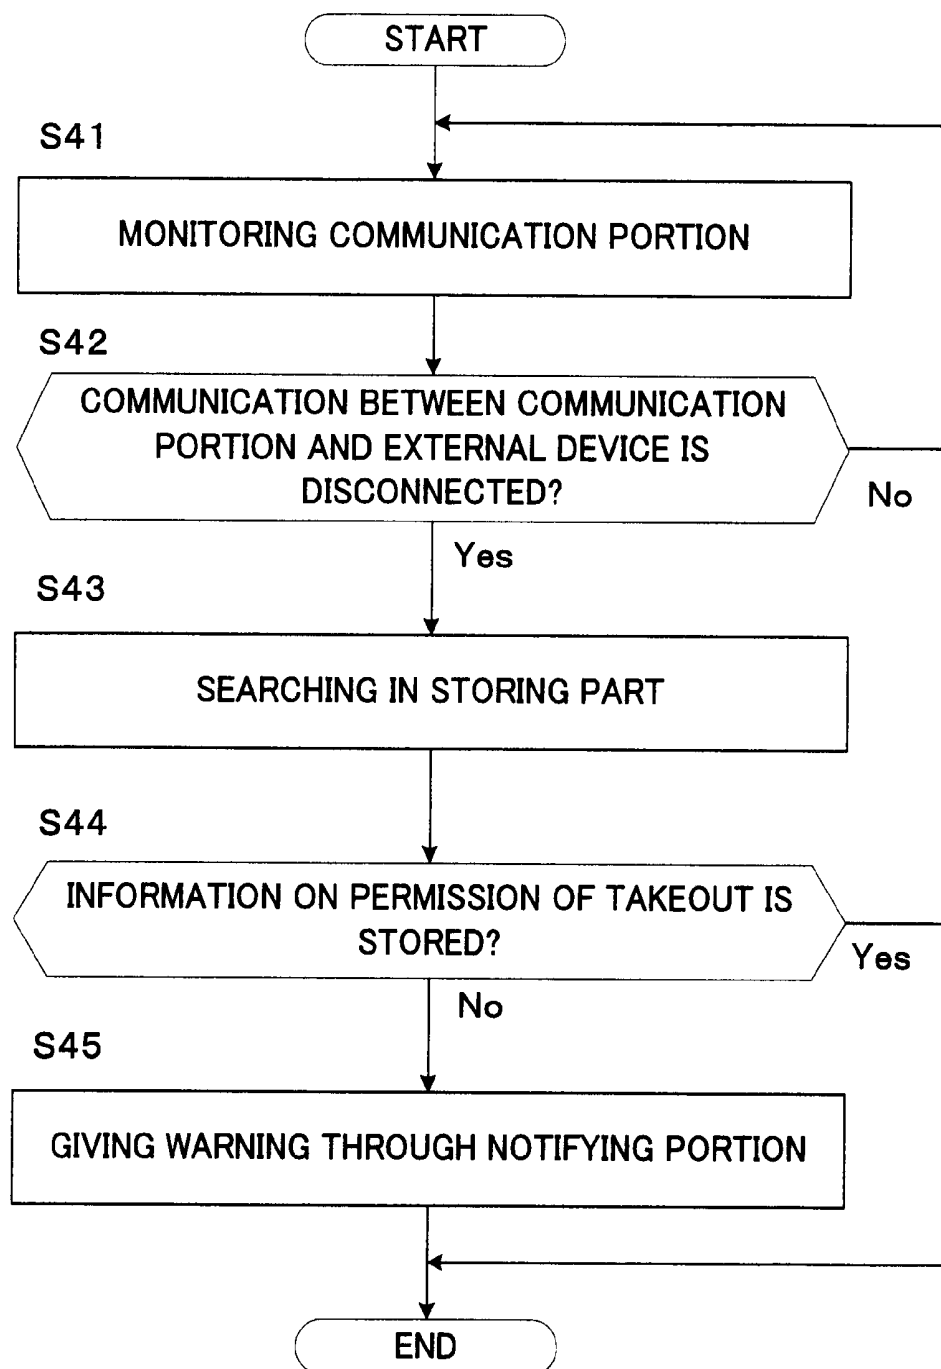 START
S41
MONITORING COMMUNICATION PORTION
S42
COMMUNICATION BETWEEN COMMUNICATION
PORTION AND EXTERNAL DEVICE IS
DISCONNECTED?
No
Yes
S43
SEARCHING IN STORING PART
S44
INFORMATION ON PERMISSION OF TAKEOUT IS
STORED?
Yes
No
S45
GIVING WARNING THROUGH NOTIFYING PORTION
END